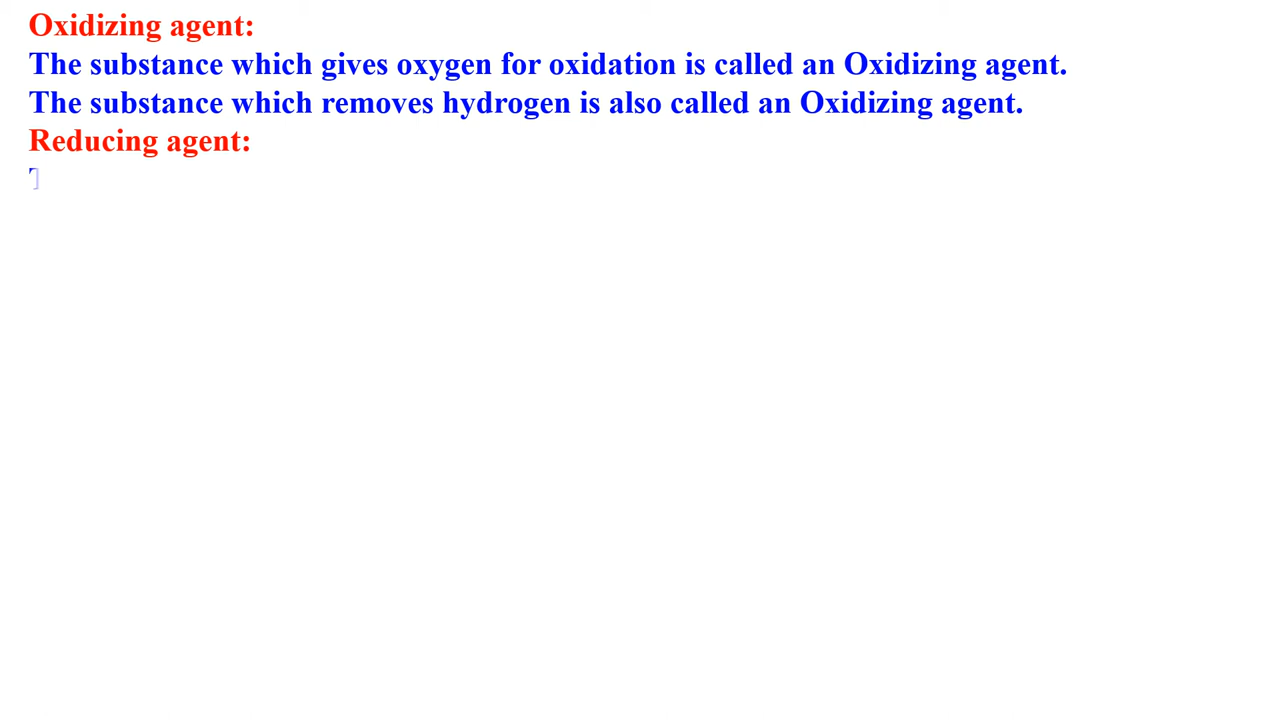 Oxidizing agent:
The substance which gives oxygen for oxidation is called an Oxidizing agent.
The substance which removes hydrogen is also called an Oxidizing agent.
Reducing agent: